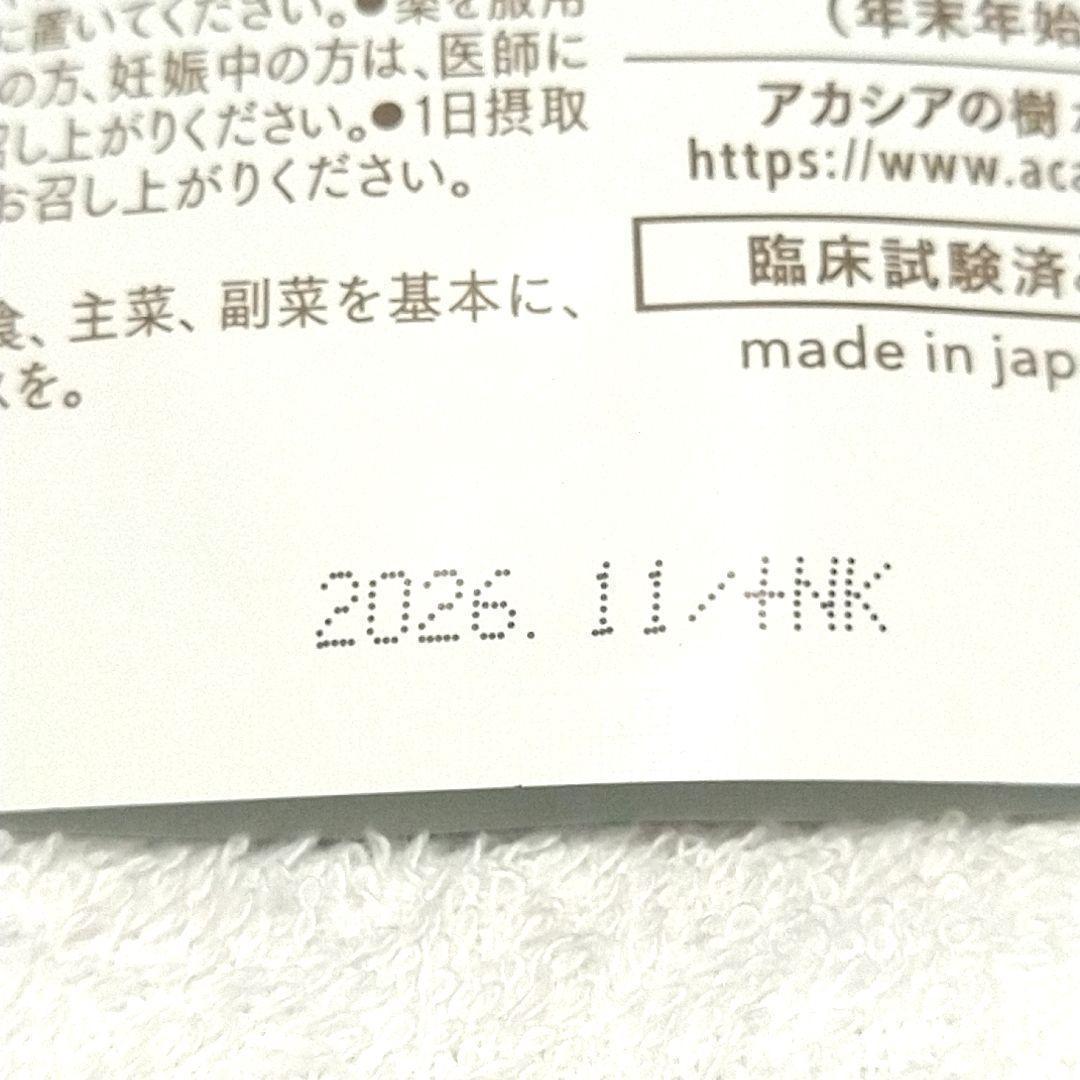 に置いてください。●薬を服用
の方、妊娠中の方は、医師に
召し上がりください。●1日摂取
お召し上がりください。
食、主菜、副菜を基本に、
スを。
(年末年始
アカシアの樹
https://www.aca
臨床試験済み
made in jap
2026. 11/+NK